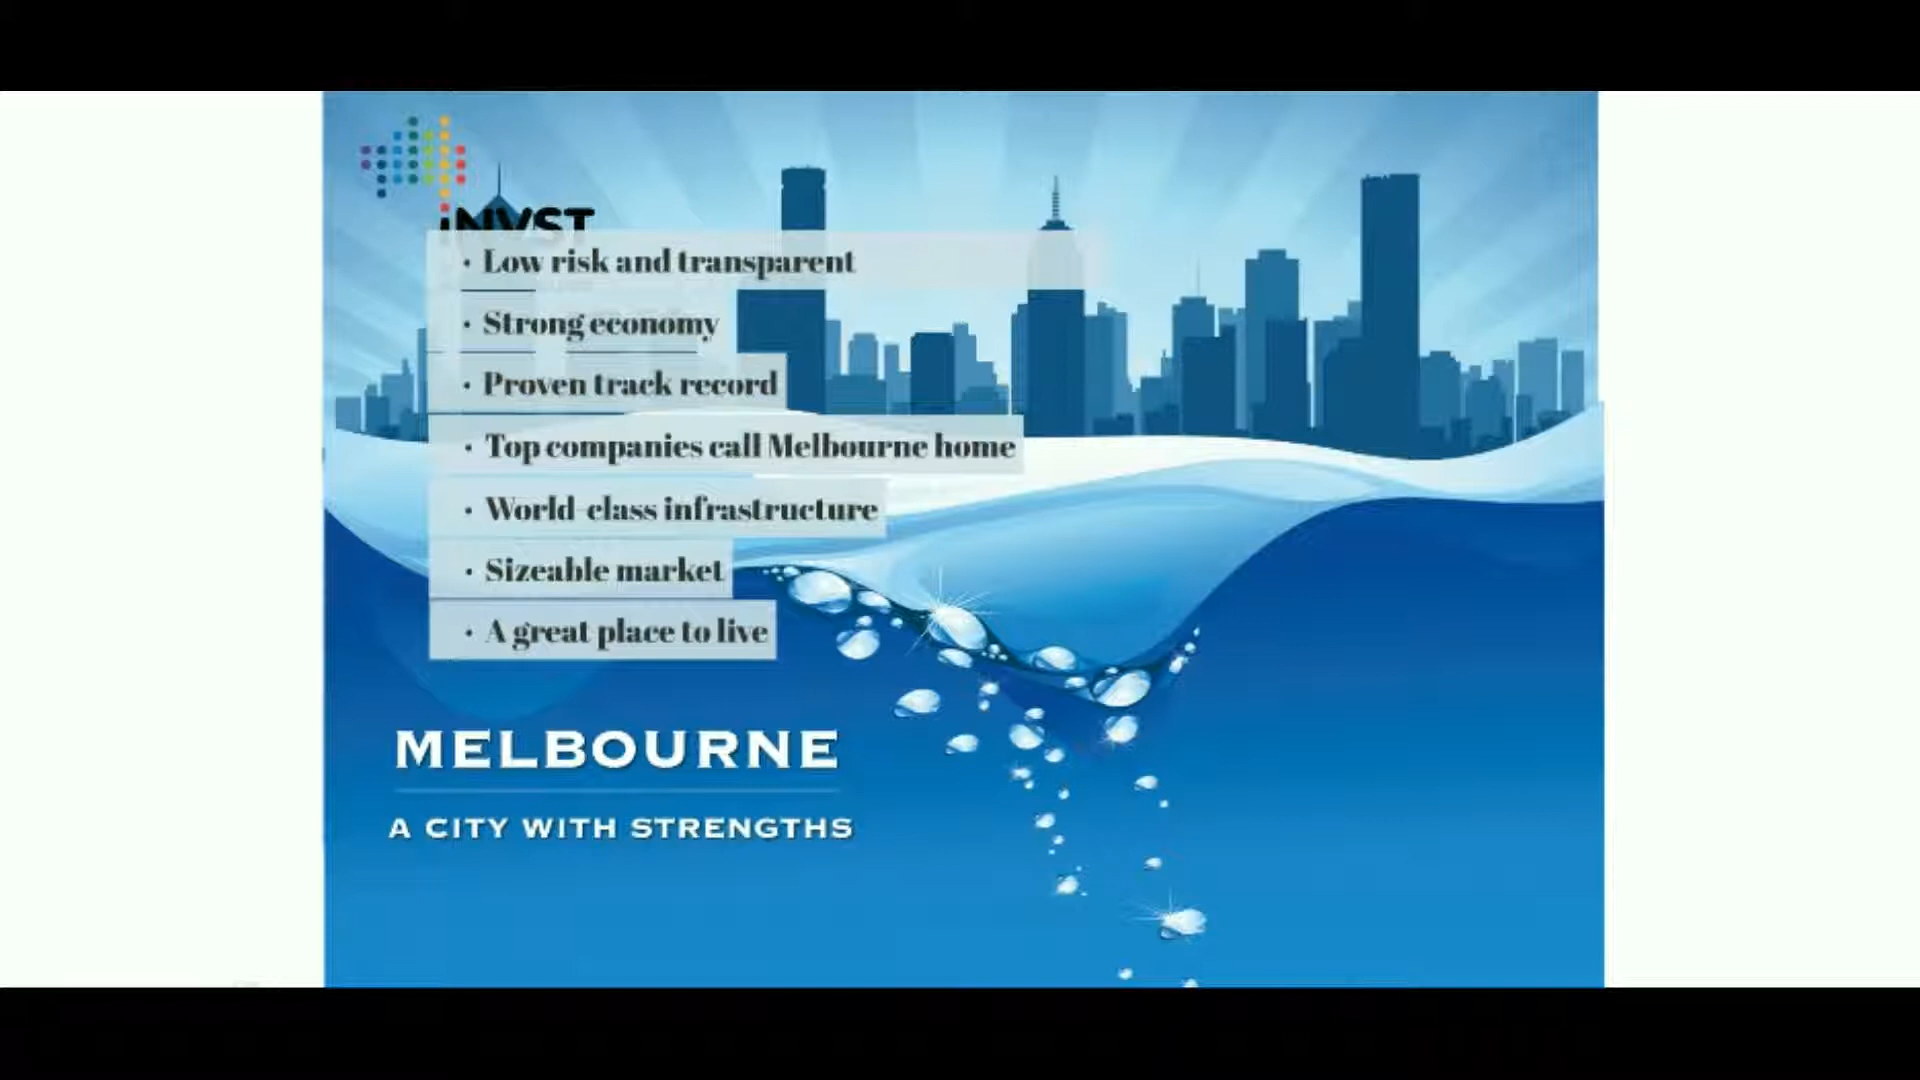 iNVST
· Low risk and transparent
· Strong economy
· Proven track record
· Top companies call Melbourne home
· World-class infrastructure
· Sizeable market
· A great place to live
MELBOURNE
A CITY WITH STRENGTHS